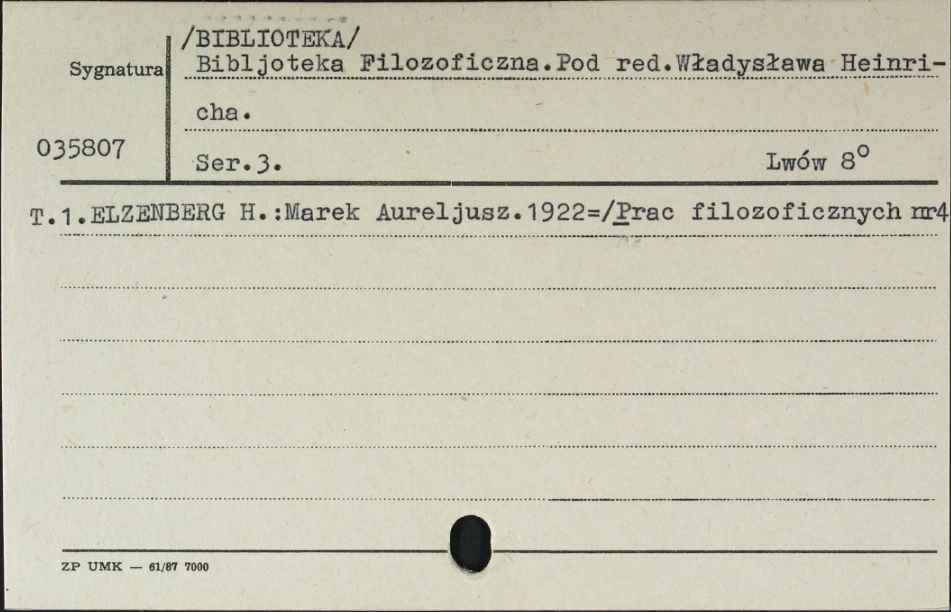 /BIBLIOTEKA/
Sygnatura Bibljoteka Filozoficzna.Pod red.Władysława Heinri-
cha.
035807 Ser.3. Lwów 8⁰
T.1.ELZENBERG H.:Marek Aureljusz.1922=/Prac filozoficznych nr4
ZP UMK — 61/87 7000